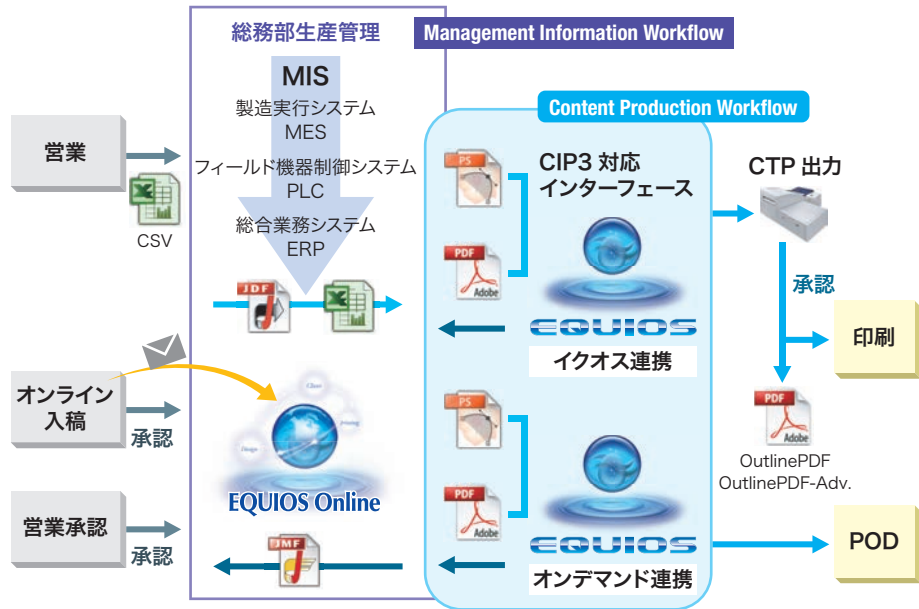 総務部生産管理
Management Information Workflow
MIS
製造実行システム
MES
フィールド機器制御システム
PLC
総合業務システム
ERP
Content Production Workflow
営業
CSV
JDF
PS
CIP3 対応
インターフェース
PDF
Adobe
EQUIOS
イクオス連携
CTP 出力
承認
印刷
PDF
Adobe
OutlinePDF
OutlinePDF-Adv.
オンライン
入稿
承認
Client
Printing
Design
EQUIOS Online
営業承認
承認
JMF
PS
PDF
Adobe
EQUIOS
オンデマンド連携
POD